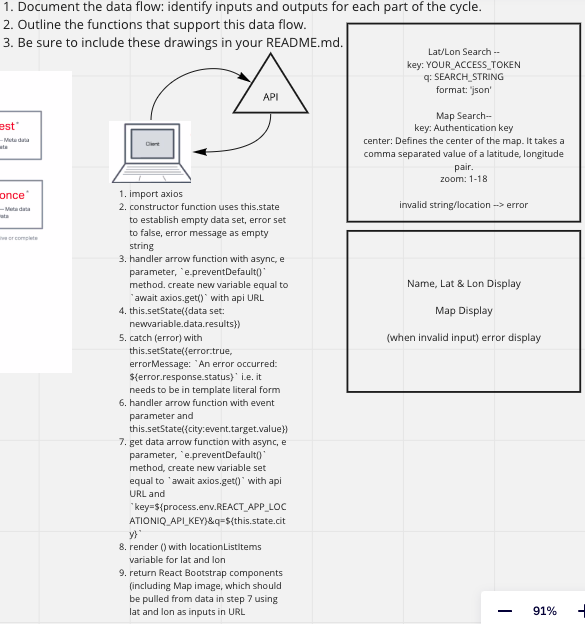 1. Document the data flow: identify inputs and outputs for each part of the cycle.
2. Outline the functions that support this data flow.
3. Be sure to include these drawings in your README.md.
est*
— Meta data
data
once*
— Meta data
ata
ive or complete
API
Client
1. import axios
2. constructor function uses this.state
to establish empty data set, error set
to false, error message as empty
string
3. handler arrow function with async, e
parameter, `e.preventDefault()`
method. create new variable equal to
`await axios.get()` with api URL
4. this.setState({data set:
newvariable.data.results})
5. catch (error) with
this.setState({error:true,
errorMessage: `An error occurred:
${error.response.status}` i.e. it
needs to be in template literal form
6. handler arrow function with event
parameter and
this.setState({city:event.target.value})
7. get data arrow function with async, e
parameter, `e.preventDefault()`
method, create new variable set
equal to `await axios.get()` with api
URL and
`key=${process.env.REACT_APP_LOC
ATIONIQ_API_KEY}&q=${this.state.cit
y}`
8. render () with locationListItems
variable for lat and lon
9. return React Bootstrap components
(including Map image, which should
be pulled from data in step 7 using
lat and lon as inputs in URL
Lat/Lon Search --
key: YOUR_ACCESS_TOKEN
q: SEARCH_STRING
format: 'json'
Map Search--
key: Authentication key
center: Defines the center of the map. It takes a
comma separated value of a latitude, longitude
pair.
zoom: 1-18
invalid string/location --> error
Name, Lat & Lon Display
Map Display
(when invalid input) error display
— 91% +